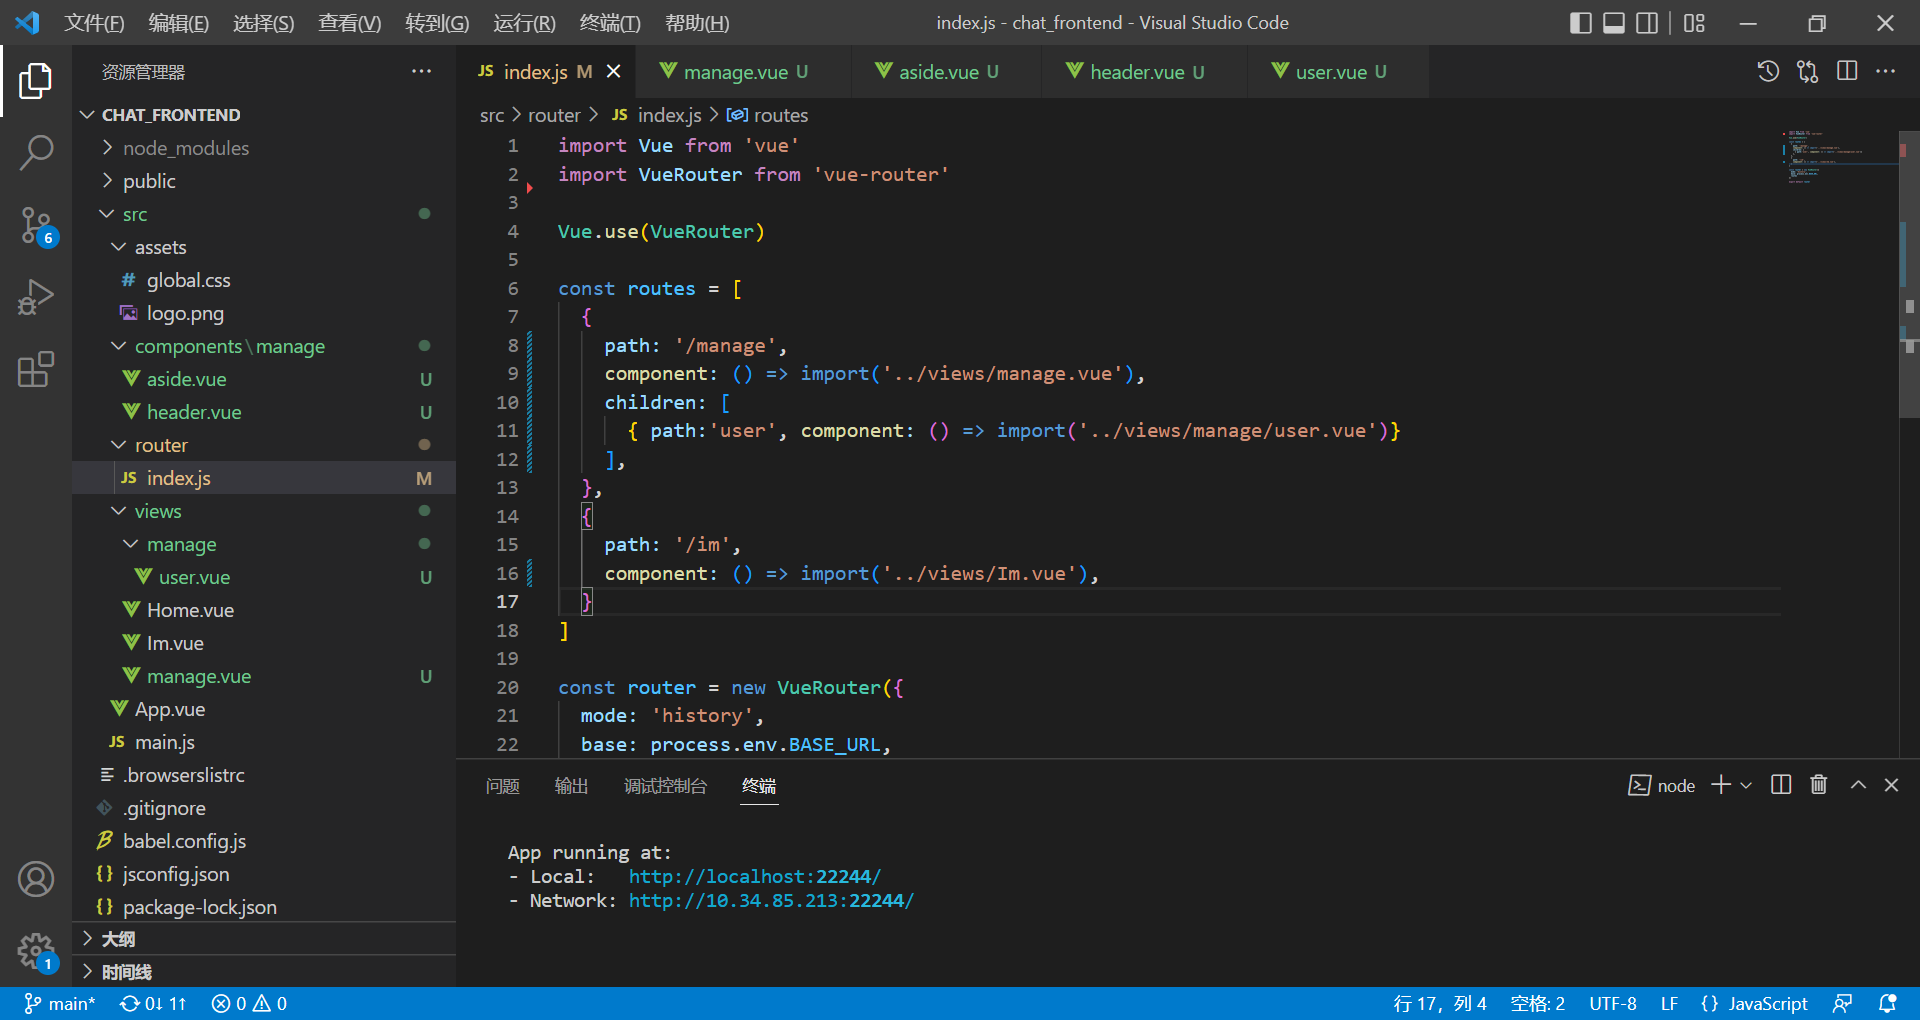 文件(F) 编辑(E) 选择(S) 查看(V) 转到(G) 运行(R) 终端(T) 帮助(H) index.js - chat_frontend - Visual Studio Code
资源管理器
CHAT_FRONTEND
node_modules
public
src
assets
# global.css
logo.png
components\manage
aside.vue U
header.vue U
router
JS index.js M
views
manage
user.vue U
Home.vue
Im.vue
manage.vue U
App.vue
JS main.js
.browserslistrc
.gitignore
babel.config.js
{} jsconfig.json
{} package-lock.json
大纲
时间线
6
1
JS index.js M manage.vue U aside.vue U header.vue U user.vue U
src > router > JS index.js > routes
1 import Vue from 'vue'
2 import VueRouter from 'vue-router'
3
4 Vue.use(VueRouter)
5
6 const routes = [
7 {
8 path: '/manage',
9 component: () => import('../views/manage.vue'),
10 children: [
11 { path:'user', component: () => import('../views/manage/user.vue')}
12 ],
13 },
14 {
15 path: '/im',
16 component: () => import('../views/Im.vue'),
17 }
18 ]
19
20 const router = new VueRouter({
21 mode: 'history',
22 base: process.env.BASE_URL,
问题 输出 调试控制台 终端 node
App running at:
- Local: http://localhost:22244/
- Network: http://10.34.85.213:22244/
main* 0↓ 1↑ 0 0 行 17，列 4 空格: 2 UTF-8 LF {} JavaScript